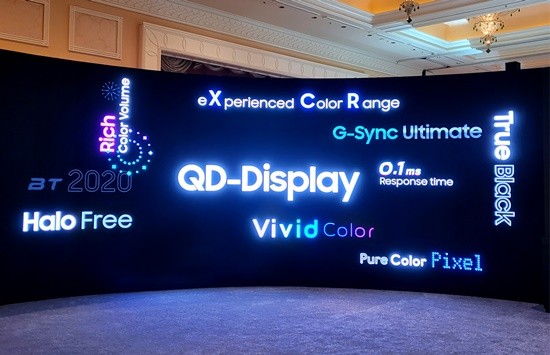 eXperienced Color Range
Rich
Color Volume
G-Sync Ultimate
True Black
BT 2020
QD-Display
0.1ms
Response time
Halo Free
Vivid Color
Pure Color Pixel